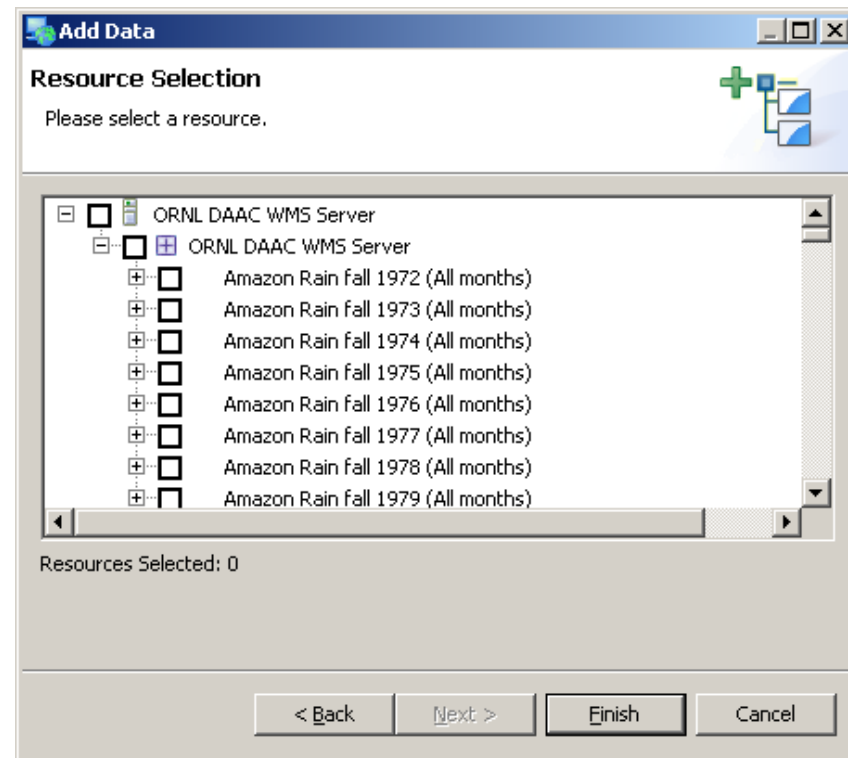 Add Data
Resource Selection
Please select a resource.
ORNL DAAC WMS Server
ORNL DAAC WMS Server
Amazon Rain fall 1972 (All months)
Amazon Rain fall 1973 (All months)
Amazon Rain fall 1974 (All months)
Amazon Rain fall 1975 (All months)
Amazon Rain fall 1976 (All months)
Amazon Rain fall 1977 (All months)
Amazon Rain fall 1978 (All months)
Amazon Rain fall 1979 (All months)
Resources Selected: 0
< Back Next > Finish Cancel